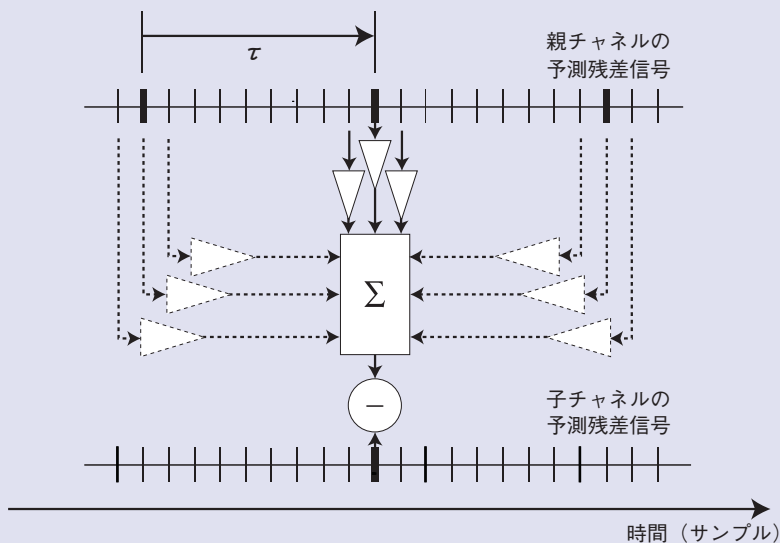 τ
親チャネルの
予測残差信号
Σ
−
子チャネルの
予測残差信号
時間（サンプル）